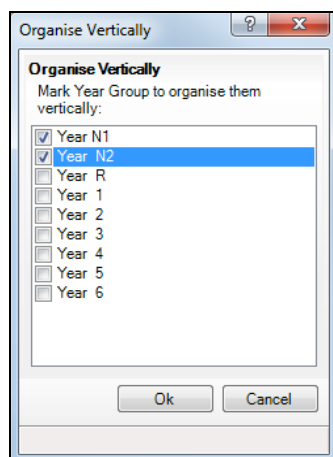 Organise Vertically
Organise Vertically
Mark Year Group to organise them
vertically:
Year N1
Year N2
Year R
Year 1
Year 2
Year 3
Year 4
Year 5
Year 6
Ok
Cancel